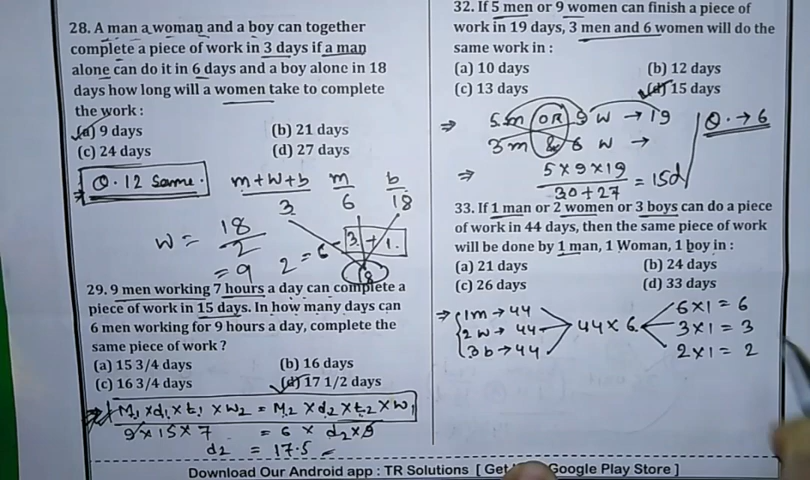 28. A man a woman and a boy can together
complete a piece of work in 3 days if a man
alone can do it in 6 days and a boy alone in 18
days how long will a women take to complete
the work :
(a) 9 days (b) 21 days
(c) 24 days (d) 27 days
Q. 12 Same.
m+w+b m b
3 6 18
w = 18
2
= 9 2 = 6 - 3 + 1.
18
29. 9 men working 7 hours a day can complete a
piece of work in 15 days. In how many days can
6 men working for 9 hours a day, complete the
same piece of work ?
(a) 15 3/4 days (b) 16 days
(c) 16 3/4 days (d) 17 1/2 days
M1 x d1 x t1 x w2 = M2 x d2 x t2 x w1
9 x 15 x 7 = 6 x d2 x 9
d2 = 17.5
32. If 5 men or 9 women can finish a piece of
work in 19 days, 3 men and 6 women will do the
same work in :
(a) 10 days (b) 12 days
(c) 13 days (d) 15 days
⇒ 5m OR 9 w → 19 Q. → 6
3m & 6 w →
⇒ 5 x 9 x 19
30 + 27 = 15d
33. If 1 man or 2 women or 3 boys can do a piece
of work in 44 days, then the same piece of work
will be done by 1 man, 1 Woman, 1 boy in :
(a) 21 days (b) 24 days
(c) 26 days (d) 33 days
⇒ 1m → 44 6 x 1 = 6
2 w → 44 44 x 6 3 x 1 = 3
3 b → 44 2 x 1 = 2
Download Our Android app : TR Solutions [ Get Google Play Store ]